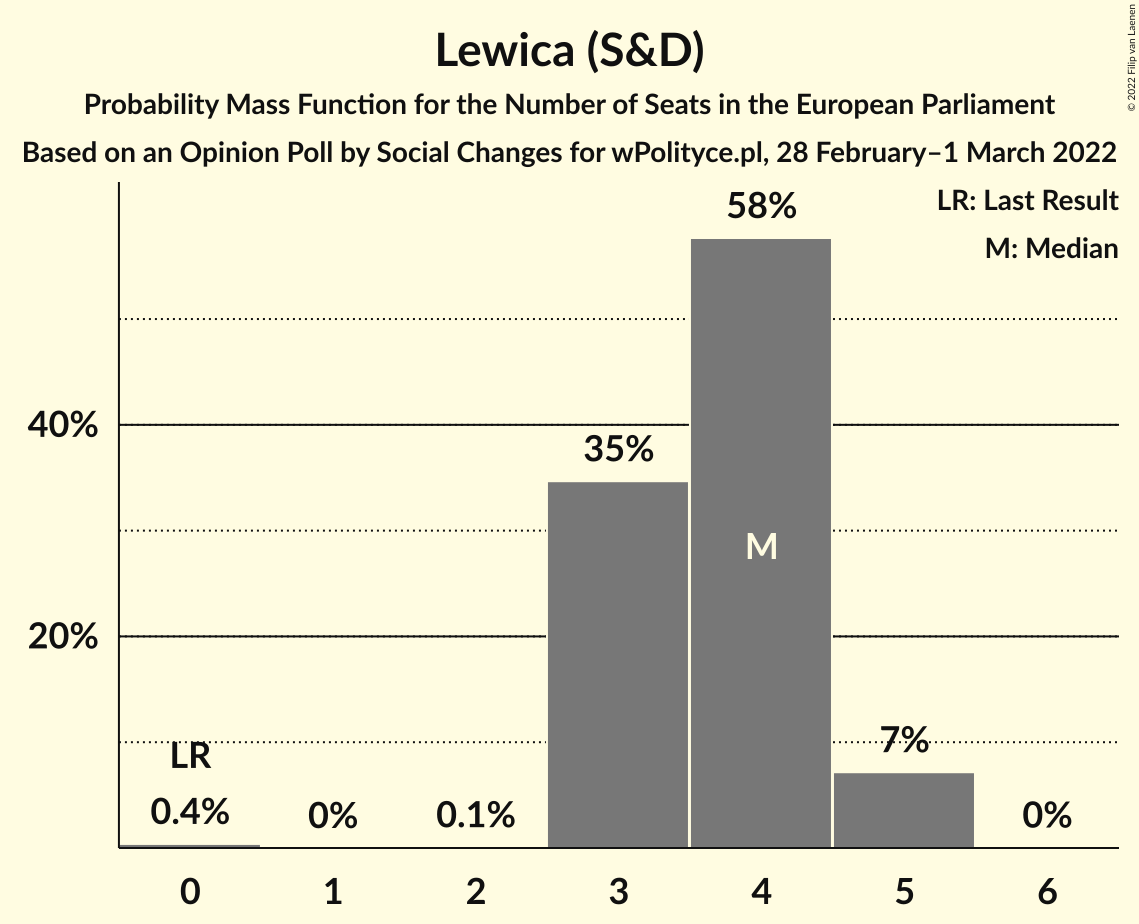 Lewica (S&D)
Probability Mass Function for the Number of Seats in the European Parliament
Based on an Opinion Poll by Social Changes for wPolityce.pl, 28 February–1 March 2022
© 2022 Filip van Laenen
LR: Last Result
M: Median
58%
40%
35%
M
20%
LR
7%
0.4%
0%
0.1%
0%
0 1 2 3 4 5 6